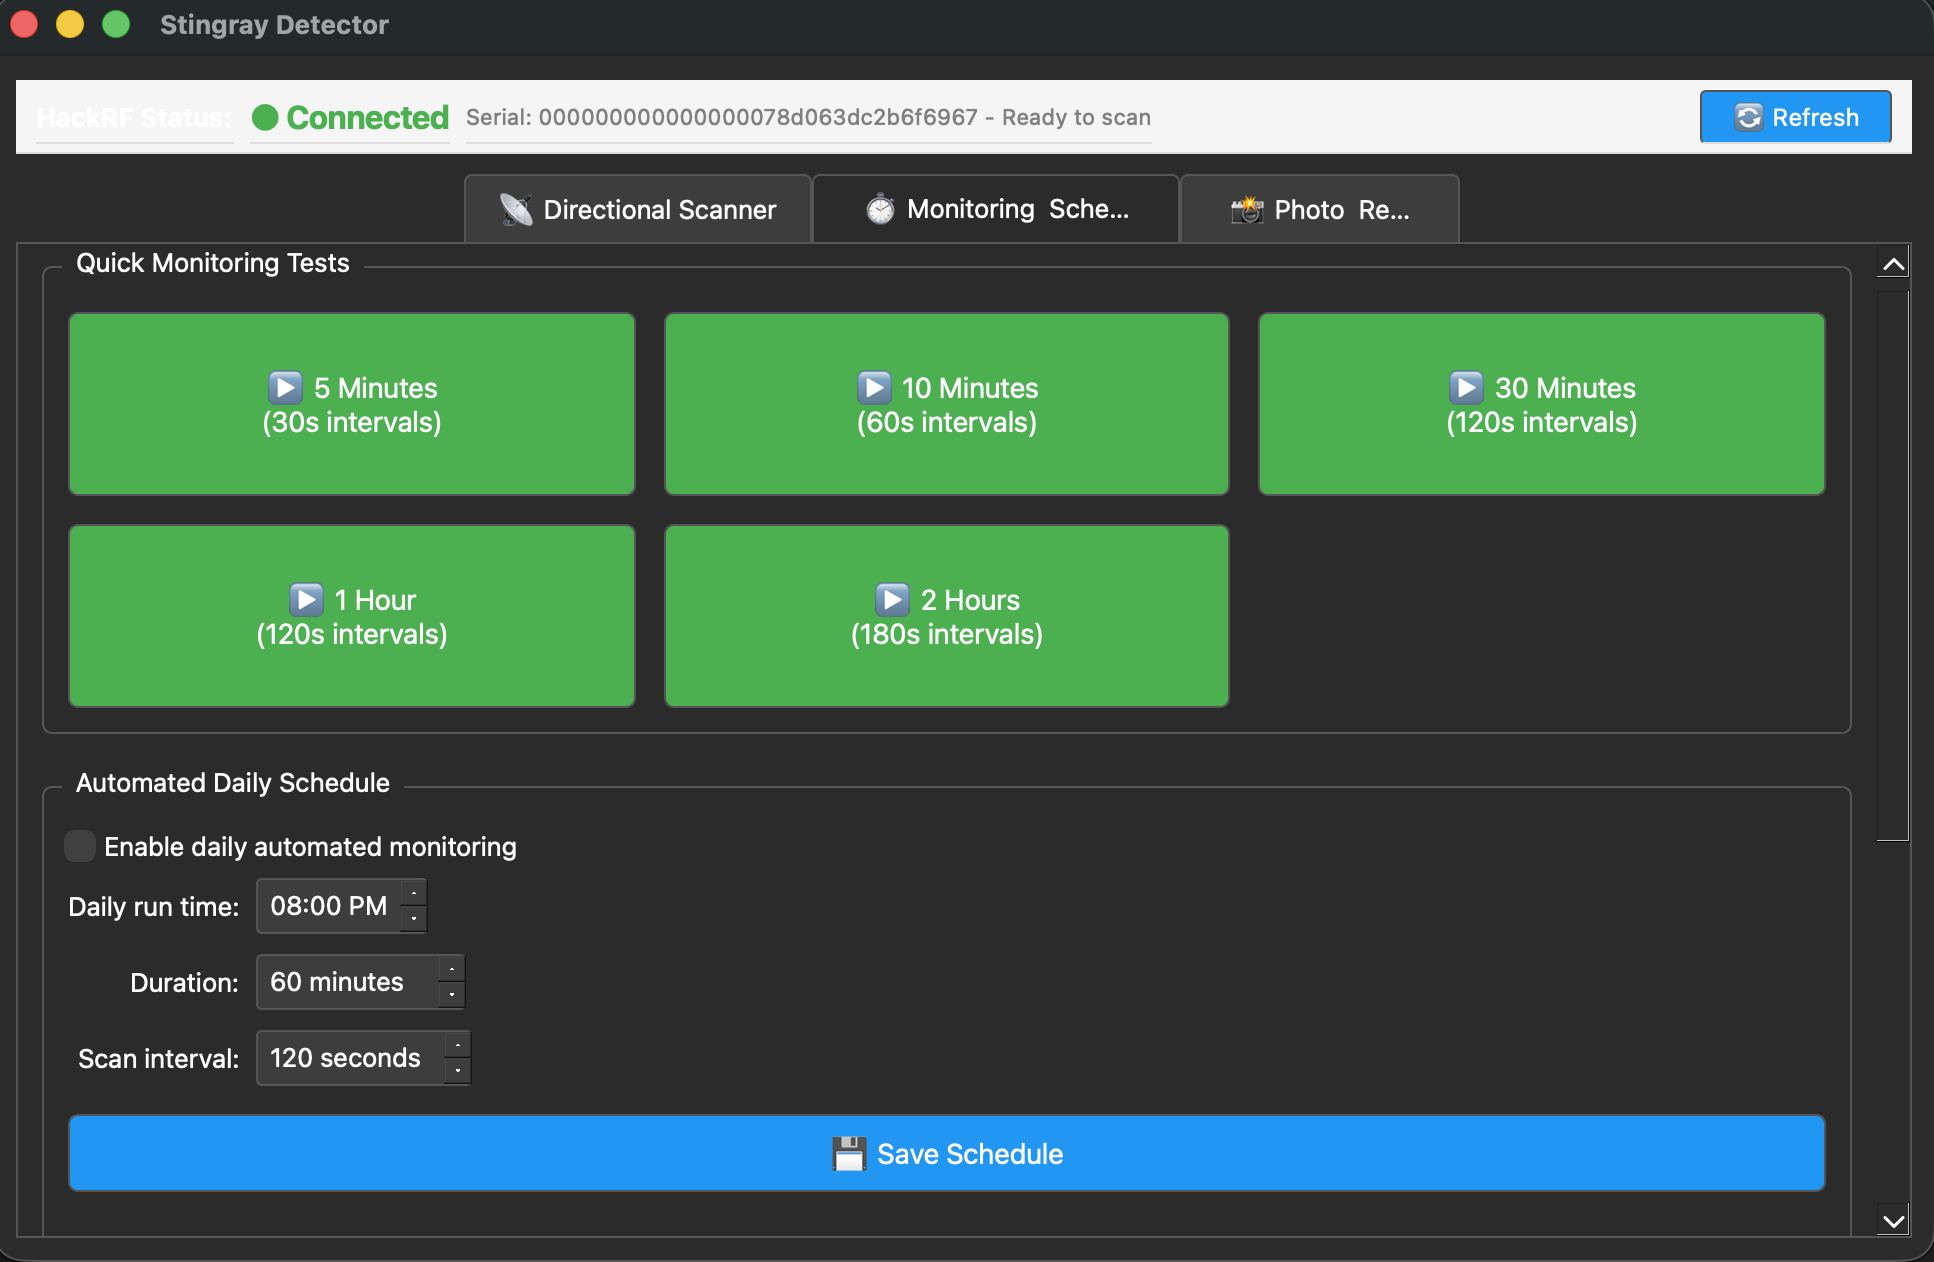 Stingray Detector
HackRF Status: Connected Serial: 000000000000000078d063dc2b6f6967 - Ready to scan Refresh
Directional Scanner Monitoring Sche... Photo Re...
Quick Monitoring Tests
5 Minutes
(30s intervals)
10 Minutes
(60s intervals)
30 Minutes
(120s intervals)
1 Hour
(120s intervals)
2 Hours
(180s intervals)
Automated Daily Schedule
Enable daily automated monitoring
Daily run time: 08:00 PM
Duration: 60 minutes
Scan interval: 120 seconds
Save Schedule